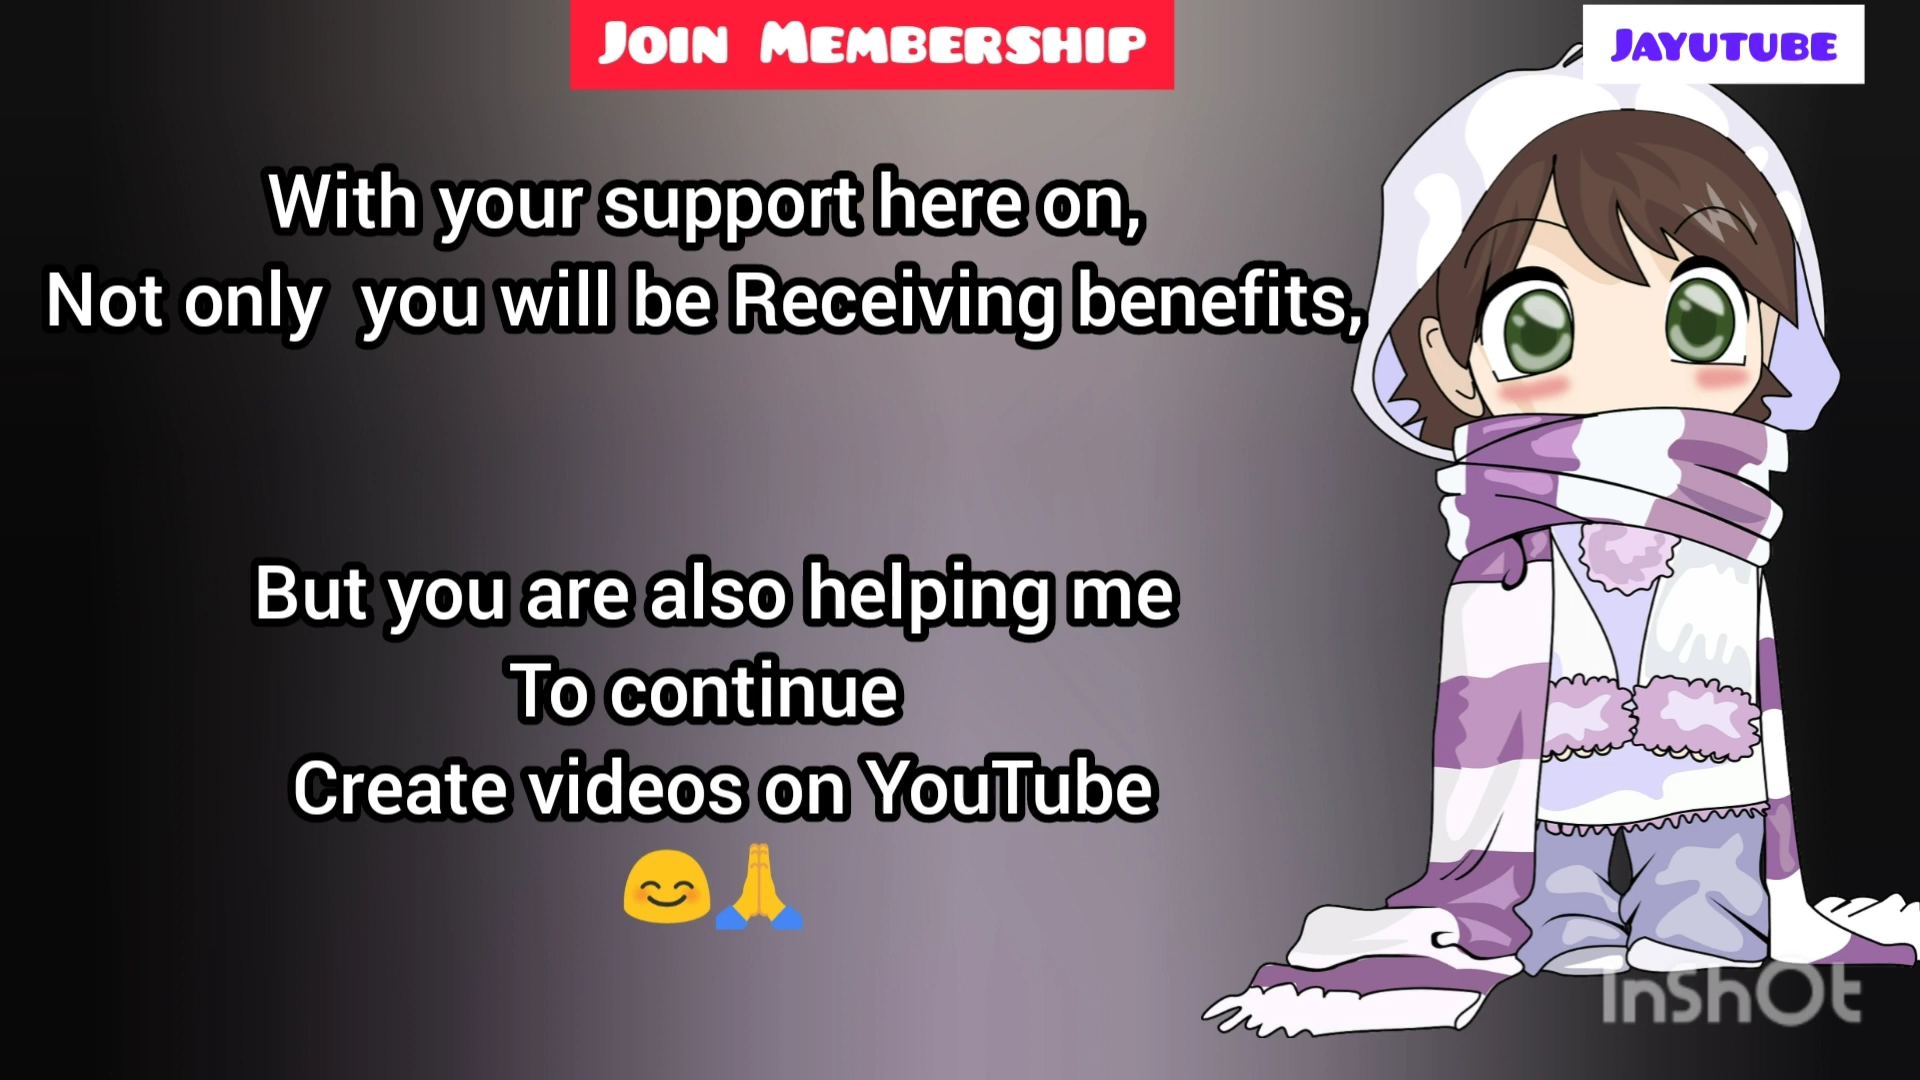 JOIN MEMBERSHIP
JAYUTUBE
With your support here on,
Not only you will be Receiving benefits,
But you are also helping me
To continue
Create videos on YouTube
😊🙏
InShOt